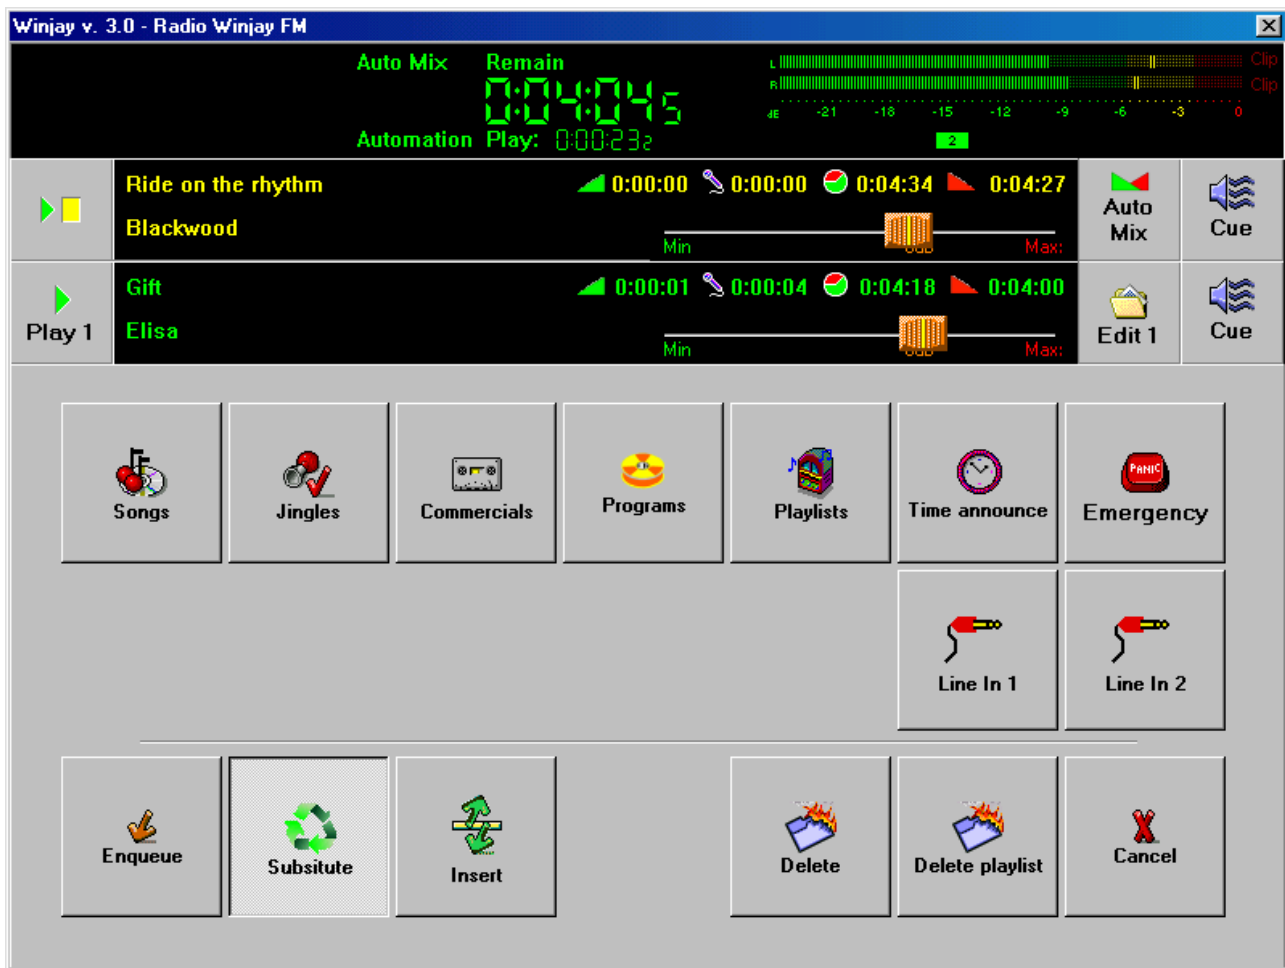 Winjay v. 3.0 - Radio Winjay FM
Auto Mix Remain
0:04:04 5
Automation Play: 0:00:23 2
L Clip
R Clip
dE -21 -18 -15 -12 -9 -6 -3 0
2
Ride on the rhythm 0:00:00 0:00:00 0:04:34 0:04:27
Blackwood
Min 0db Max:
Auto Mix
Cue
Play 1
Gift 0:00:01 0:00:04 0:04:18 0:04:00
Elisa
Min 0db Max:
Edit 1
Cue
Songs Jingles Commercials Programs Playlists Time announce PANIC Emergency
Line In 1 Line In 2
Enqueue Subsitute Insert Delete Delete playlist Cancel